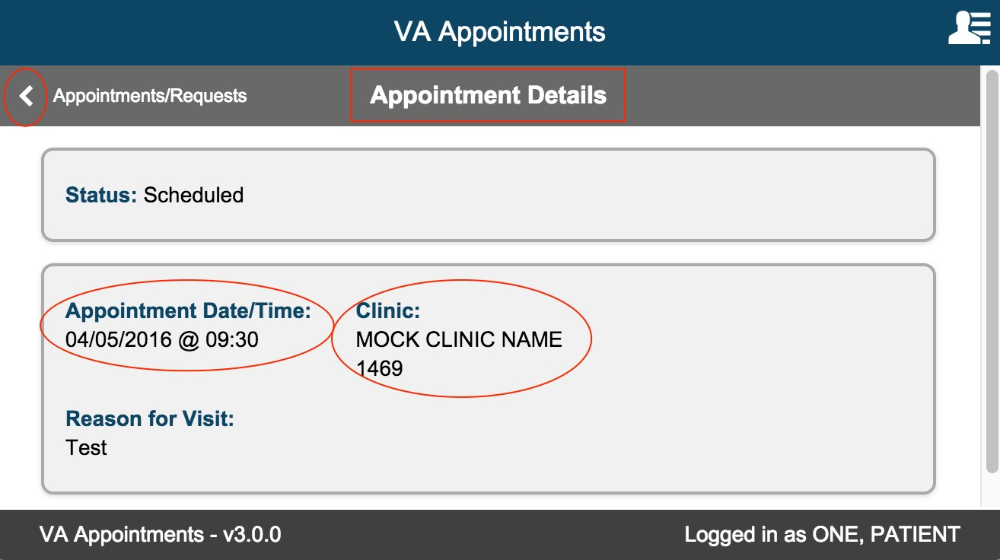 VA Appointments
Appointments/Requests
Appointment Details
Status: Scheduled
Appointment Date/Time:
04/05/2016 @ 09:30
Clinic:
MOCK CLINIC NAME
1469
Reason for Visit:
Test
VA Appointments - v3.0.0
Logged in as ONE, PATIENT